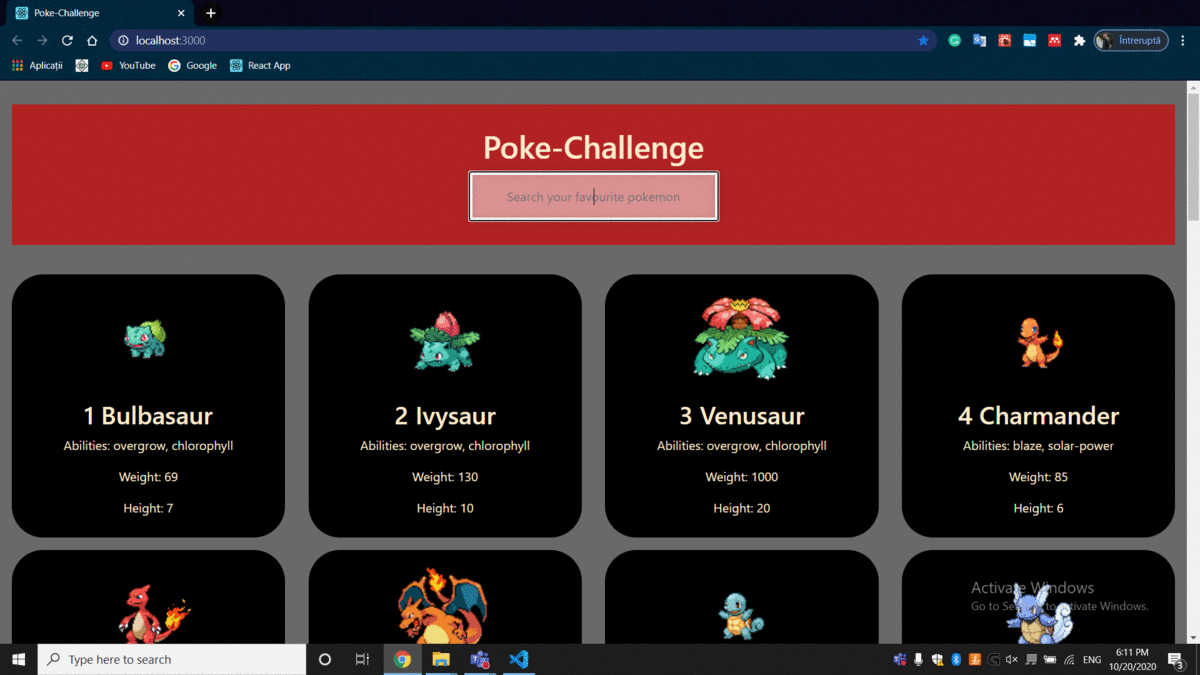 Poke-Challenge
localhost:3000
Întreruptă
Aplicații
YouTube
Google
React App
Poke-Challenge
Search your favourite pokemon
1 Bulbasaur
Abilities: overgrow, chlorophyll
Weight: 69
Height: 7
2 Ivysaur
Abilities: overgrow, chlorophyll
Weight: 130
Height: 10
3 Venusaur
Abilities: overgrow, chlorophyll
Weight: 1000
Height: 20
4 Charmander
Abilities: blaze, solar-power
Weight: 85
Height: 6
Activate Windows
Go to Se to activate Windows.
Type here to search
ENG
6:11 PM
10/20/2020
3